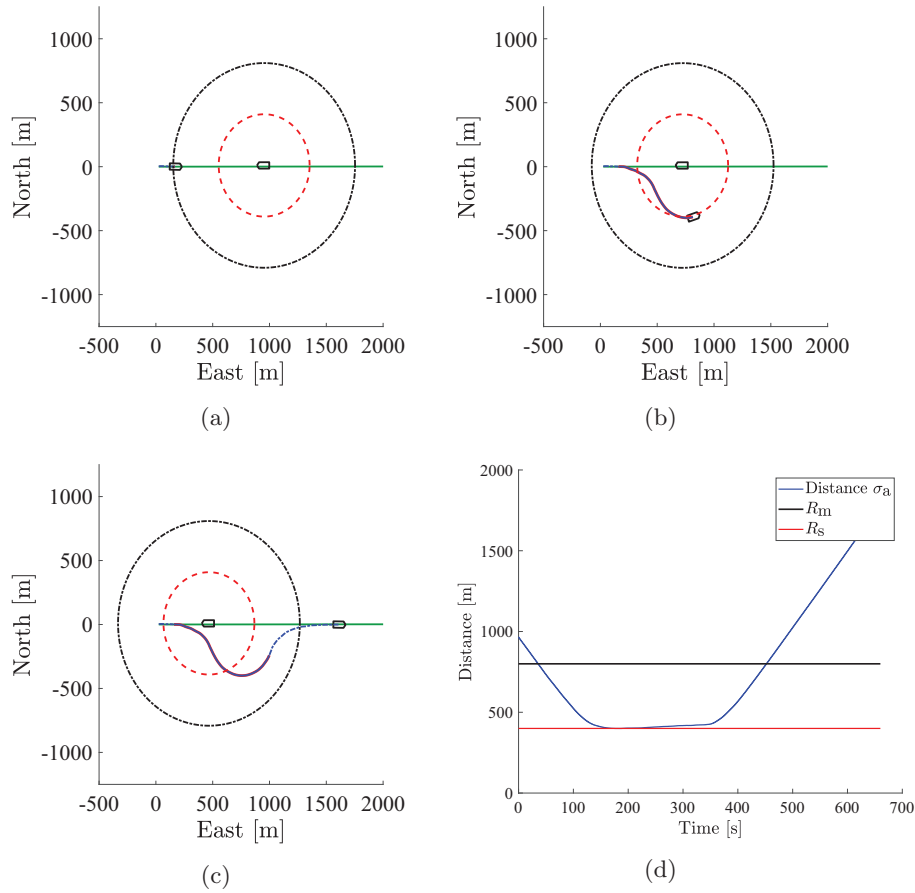 1000
500
0
-500
-1000
North [m]
-500 0 500 1000 1500 2000
East [m]
(a)
1000
500
0
-500
-1000
North [m]
-500 0 500 1000 1500 2000
East [m]
(b)
1000
500
0
-500
-1000
North [m]
-500 0 500 1000 1500 2000
East [m]
(c)
2000
1500
1000
500
0
Distance [m]
Distance σa
Rm
Rs
0 100 200 300 400 500 600 700
Time [s]
(d)